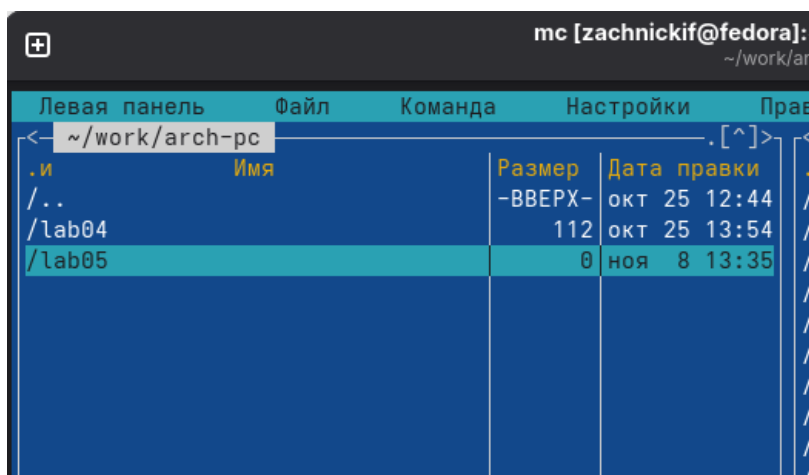 mc [zachnickif@fedora]:
~/work/ar
Левая панель Файл Команда Настройки Прав
<─ ~/work/arch-pc .[^]>
.и Имя Размер Дата правки
/.. -ВВЕРХ- окт 25 12:44
/lab04 112 окт 25 13:54
/lab05 0 ноя 8 13:35